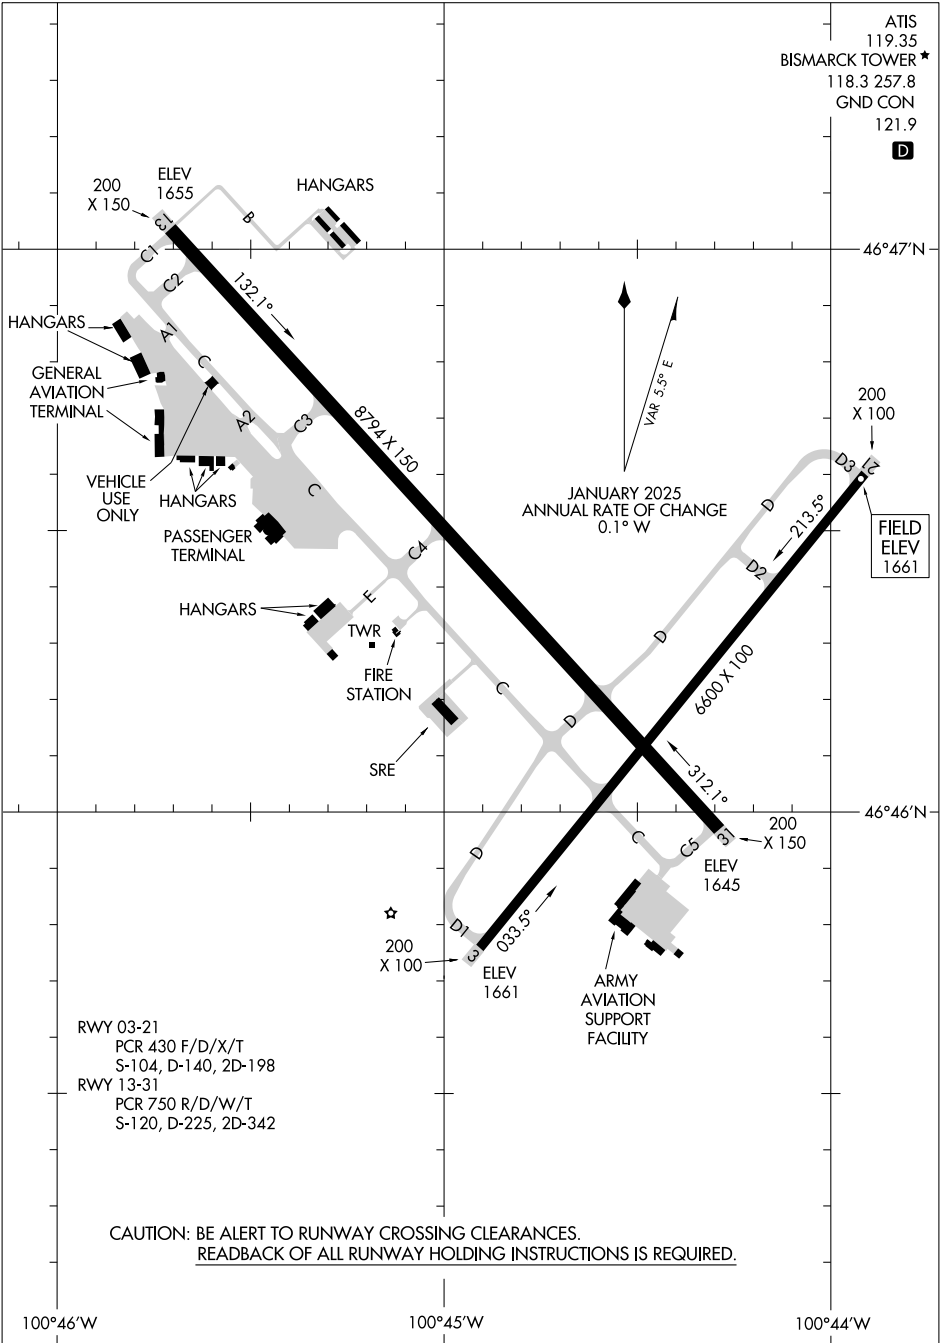 ATIS
119.35
BISMARCK TOWER
118.3 257.8
GND CON
121.9
D
ELEV
1655
200
X 150
HANGARS
13
B
C1
C2
46°47'N
132.1°
HANGARS
A1
C
GENERAL
AVIATION
TERMINAL
A2
C3
8794 X 150
VAR 5.5° E
200
X 100
D3
21
VEHICLE
USE
ONLY
HANGARS
C
JANUARY 2025
ANNUAL RATE OF CHANGE
0.1° W
D
213.5°
FIELD
ELEV
1661
PASSENGER
TERMINAL
C4
D2
E
HANGARS
TWR
FIRE
STATION
D
6600 X 100
C
D
SRE
312.1°
46°46'N
200
X 150
31
C
C5
ELEV
1645
D
D1
033.5°
200
X 100
3
ELEV
1661
ARMY
AVIATION
SUPPORT
FACILITY
RWY 03-21
PCR 430 F/D/X/T
S-104, D-140, 2D-198
RWY 13-31
PCR 750 R/D/W/T
S-120, D-225, 2D-342
CAUTION: BE ALERT TO RUNWAY CROSSING CLEARANCES.
READBACK OF ALL RUNWAY HOLDING INSTRUCTIONS IS REQUIRED.
100°46'W
100°45'W
100°44'W